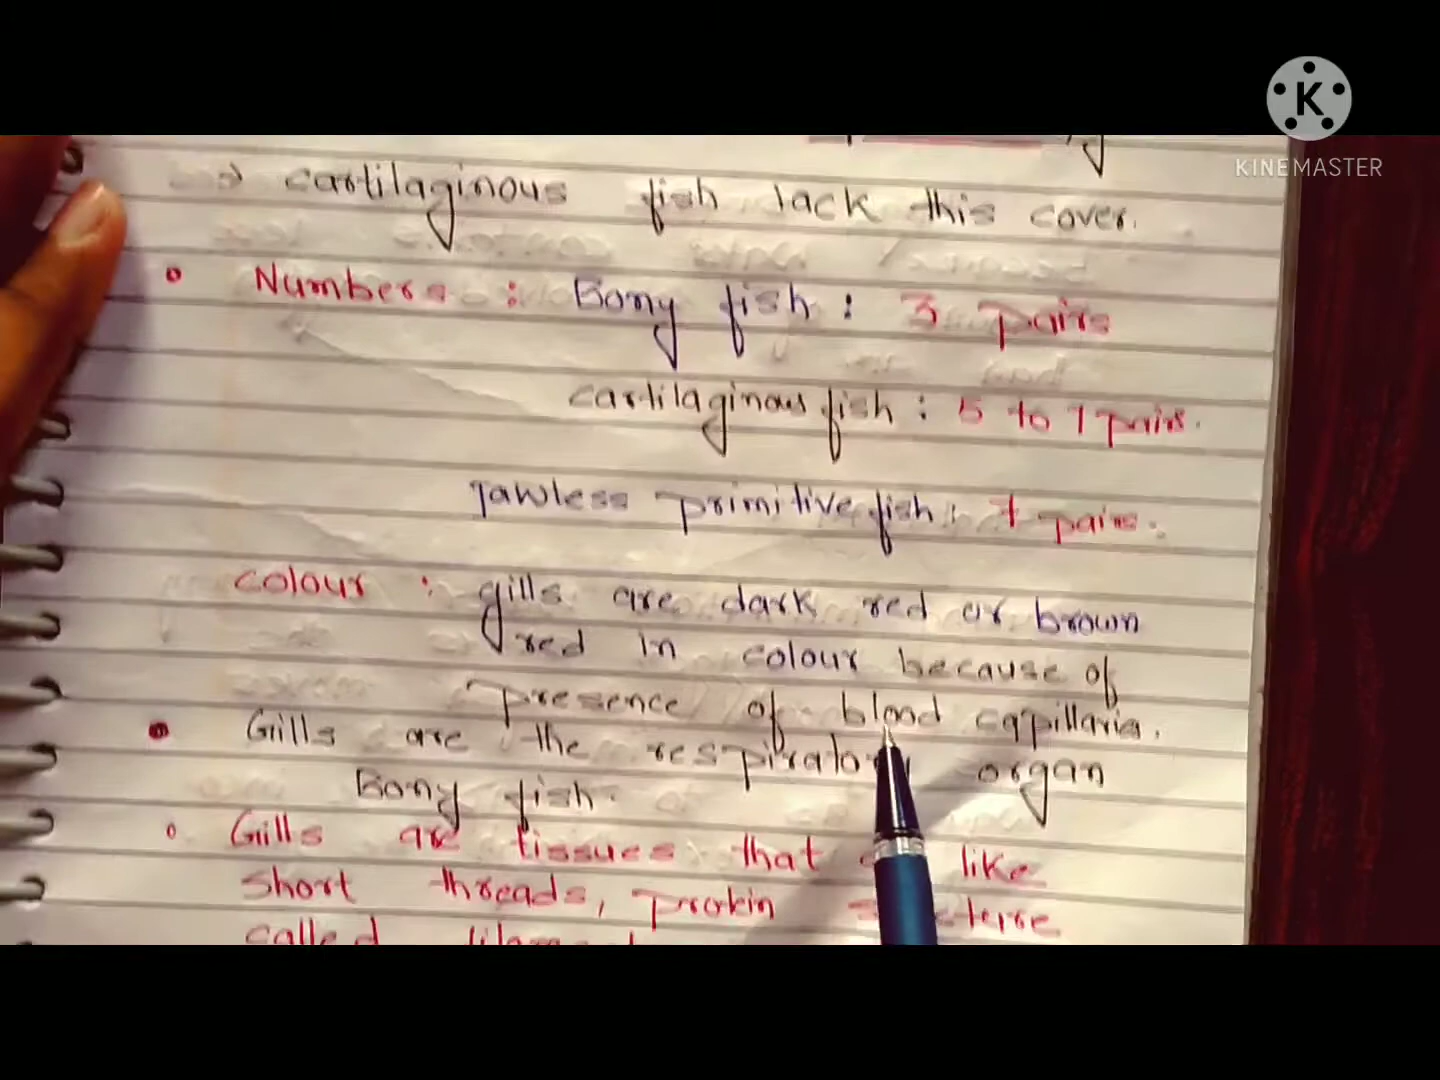 KINEMASTER
→ cartilaginous fish lack this cover.
• Numbers : Bony fish : 3 pairs
cartilaginous fish : 5 to 7 pairs.
Jawless primitive fish : 7 pairs.
colour : gills are dark red or brown
red in colour because of
presence of blood capillaria.
• Gills are the respiratory organ
Bony fish.
• Gills are tissues that like
short threads, protein
called